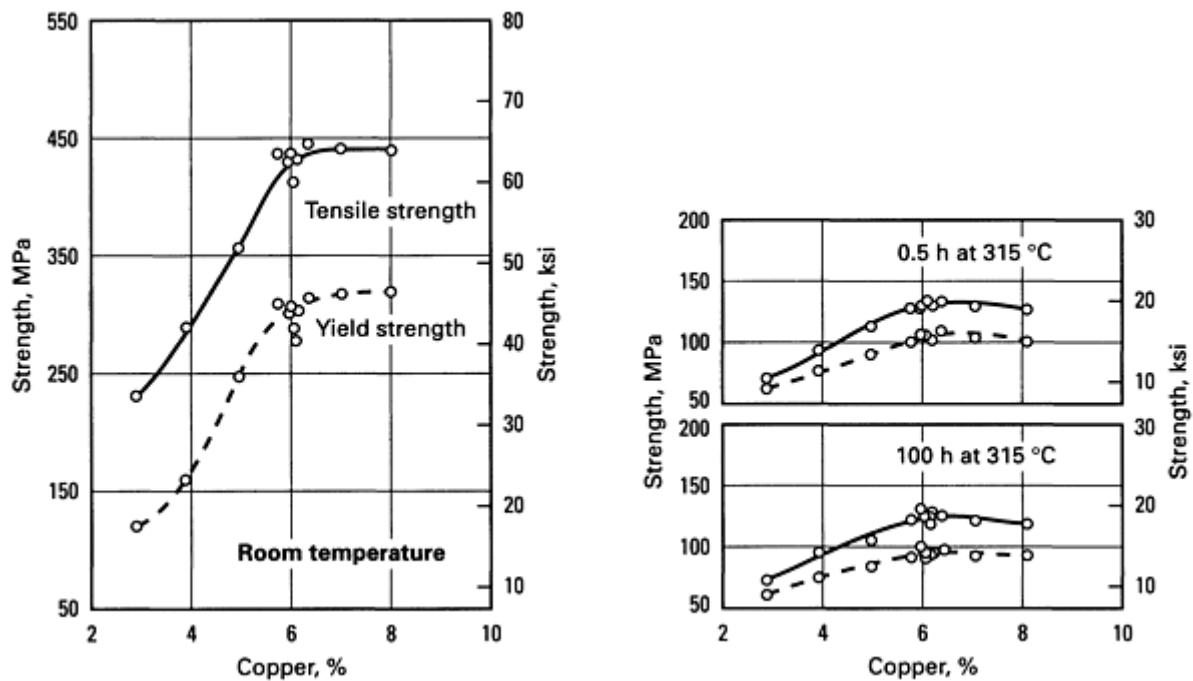 550
450
350
250
150
50
Strength, MPa
80
70
60
50
40
30
20
10
Strength, ksi
Tensile strength
Yield strength
Room temperature
2 4 6 8 10
Copper, %
200
150
100
50
0.5 h at 315 °C
30
20
10
200
150
100
50
100 h at 315 °C
30
20
10
Strength, MPa
Strength, ksi
2 4 6 8 10
Copper, %